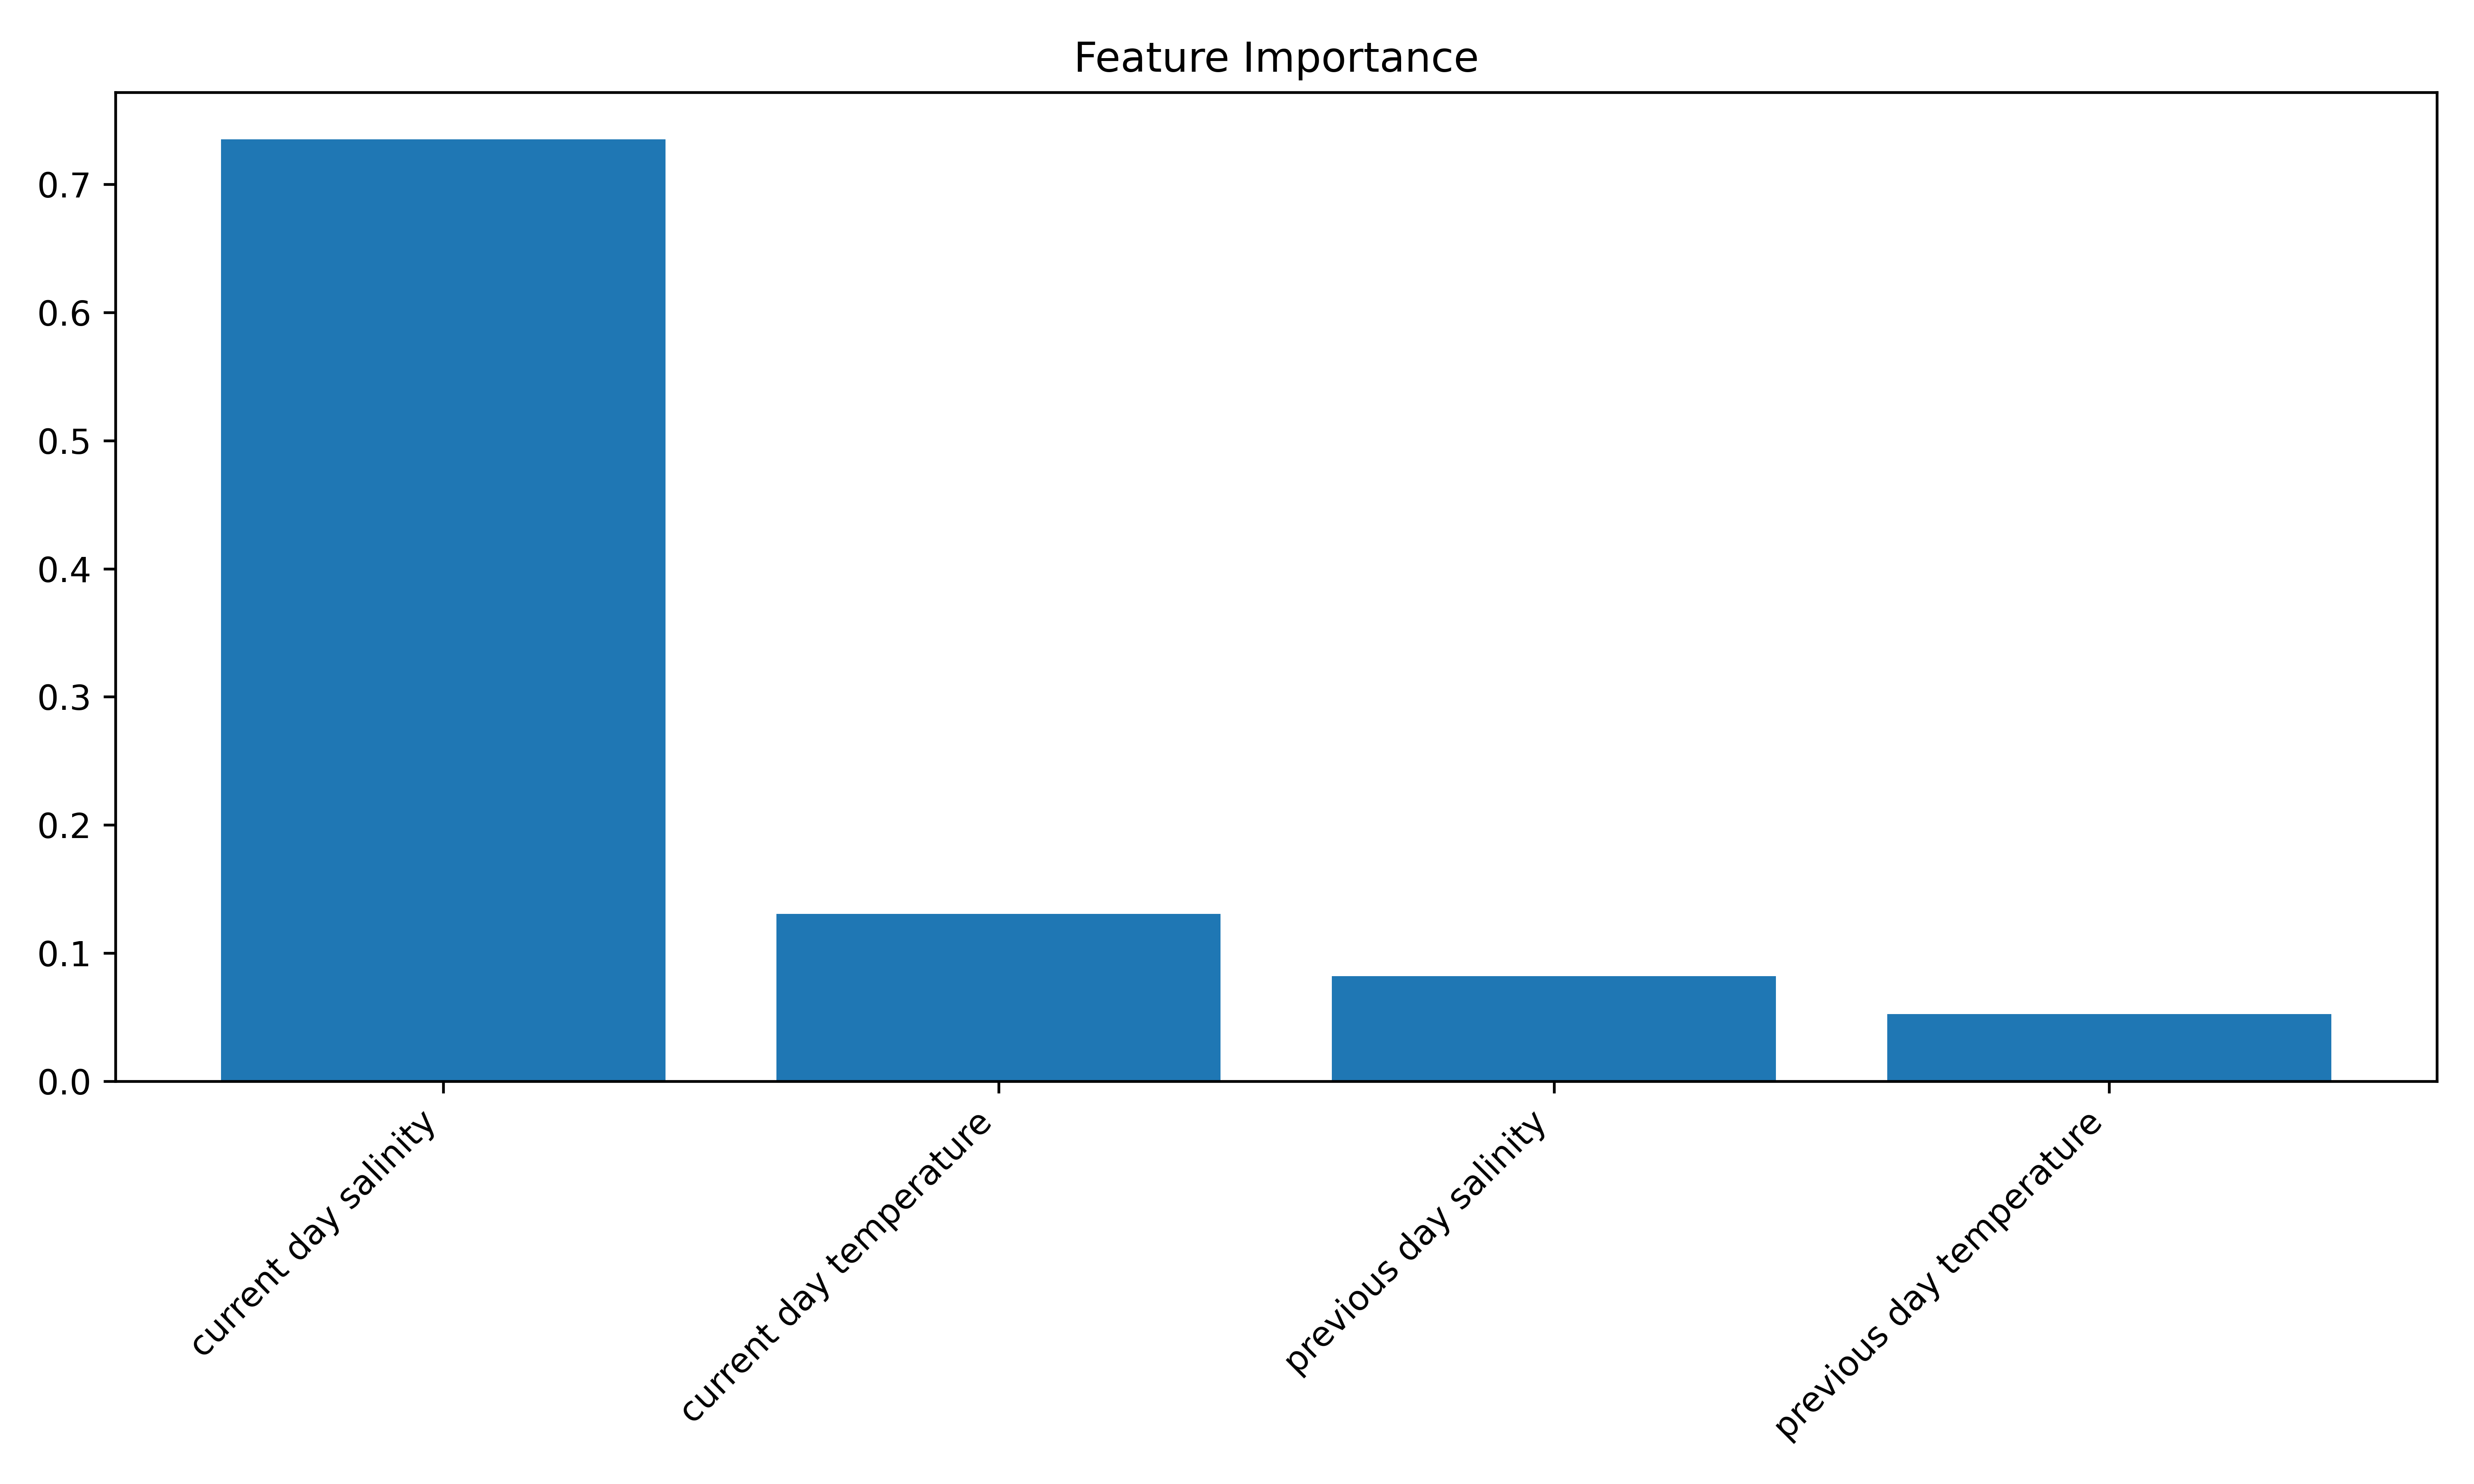 Feature Importance
0.7
0.6
0.5
0.4
0.3
0.2
0.1
0.0
current day salinity
current day temperature
previous day salinity
previous day temperature